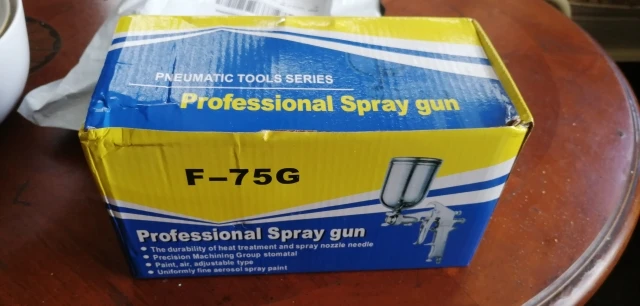 PNEUMATIC TOOLS SERIES
Professional Spray gun
F-75G
Professional Spray gun
• The durability of heat treatment and spray nozzle needle
• Precision Machining Group stomatal
• Paint, air, adjustable type
• Uniformly fine aerosol spray paint